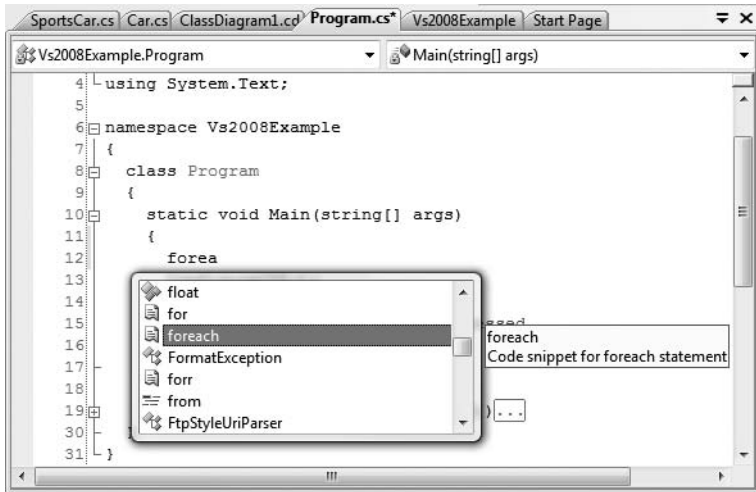 SportsCar.cs Car.cs ClassDiagram1.cd Program.cs* Vs2008Example Start Page
Vs2008Example.Program Main(string[] args)
4 using System.Text;
5
6 namespace Vs2008Example
7 {
8 class Program
9 {
10 static void Main(string[] args)
11 {
12 forea
13
float
14
for
15
foreach
foreach
16
Code snippet for foreach statement
FormatException
17
forr
18
from
19 ) ...
FtpStyleUriParser
30
31 }